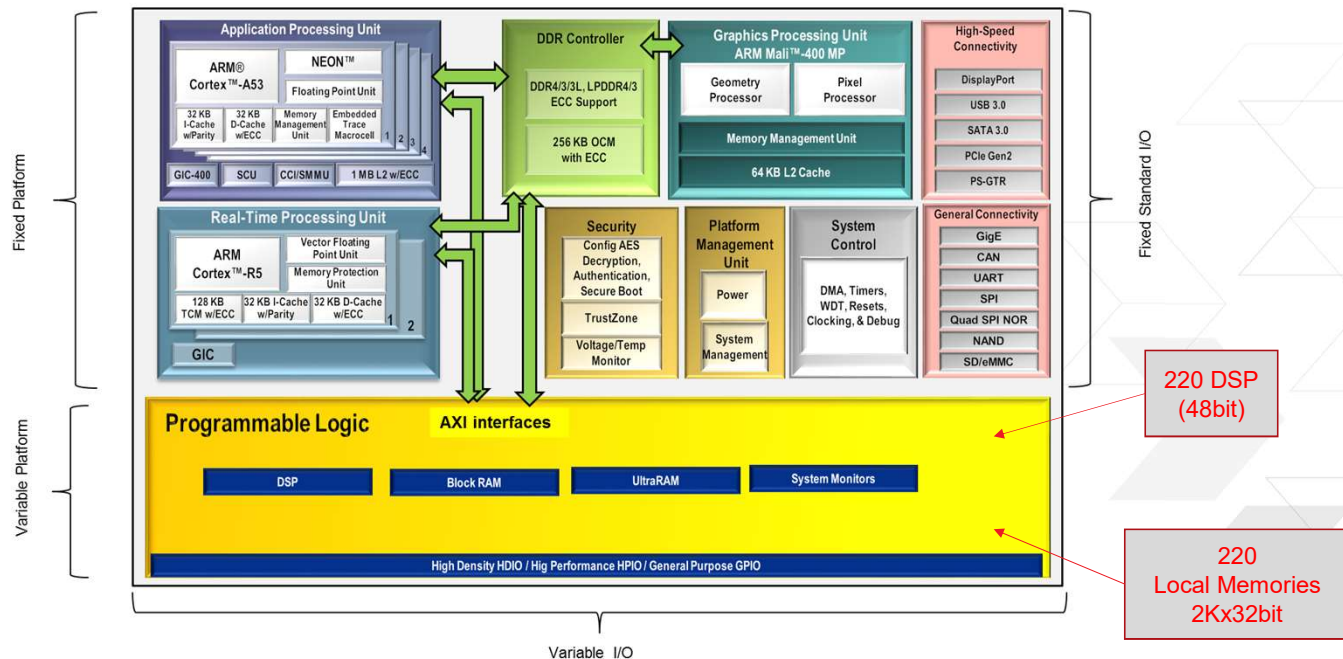 Application Processing Unit
ARM®
Cortex™-A53
NEON™
Floating Point Unit
32 KB
I-Cache
w/Parity
32 KB
D-Cache
w/ECC
Memory
Management
Unit
Embedded
Trace
Macrocell
1
2
3
4
GIC-400
SCU
CCI/SMMU
1 MB L2 w/ECC
DDR Controller
DDR4/3/3L, LPDDR4/3
ECC Support
256 KB OCM
with ECC
Graphics Processing Unit
ARM Mali™-400 MP
Geometry
Processor
Pixel
Processor
Memory Management Unit
64 KB L2 Cache
High-Speed
Connectivity
DisplayPort
USB 3.0
SATA 3.0
PCIe Gen2
PS-GTR
Fixed Platform
Fixed Standard I/O
Real-Time Processing Unit
ARM
Cortex™-R5
Vector Floating
Point Unit
Memory Protection
Unit
128 KB
TCM w/ECC
32 KB I-Cache
w/Parity
32 KB D-Cache
w/ECC
1
2
GIC
Security
Config AES
Decryption,
Authentication,
Secure Boot
TrustZone
Voltage/Temp
Monitor
Platform
Management
Unit
Power
System
Management
System
Control
DMA, Timers,
WDT, Resets,
Clocking, & Debug
General Connectivity
GigE
CAN
UART
SPI
Quad SPI NOR
NAND
SD/eMMC
220 DSP
(48bit)
Variable Platform
Programmable Logic
AXI interfaces
DSP
Block RAM
UltraRAM
System Monitors
High Density HDIO / Hig Performance HPIO / General Purpose GPIO
220
Local Memories
2Kx32bit
Variable I/O